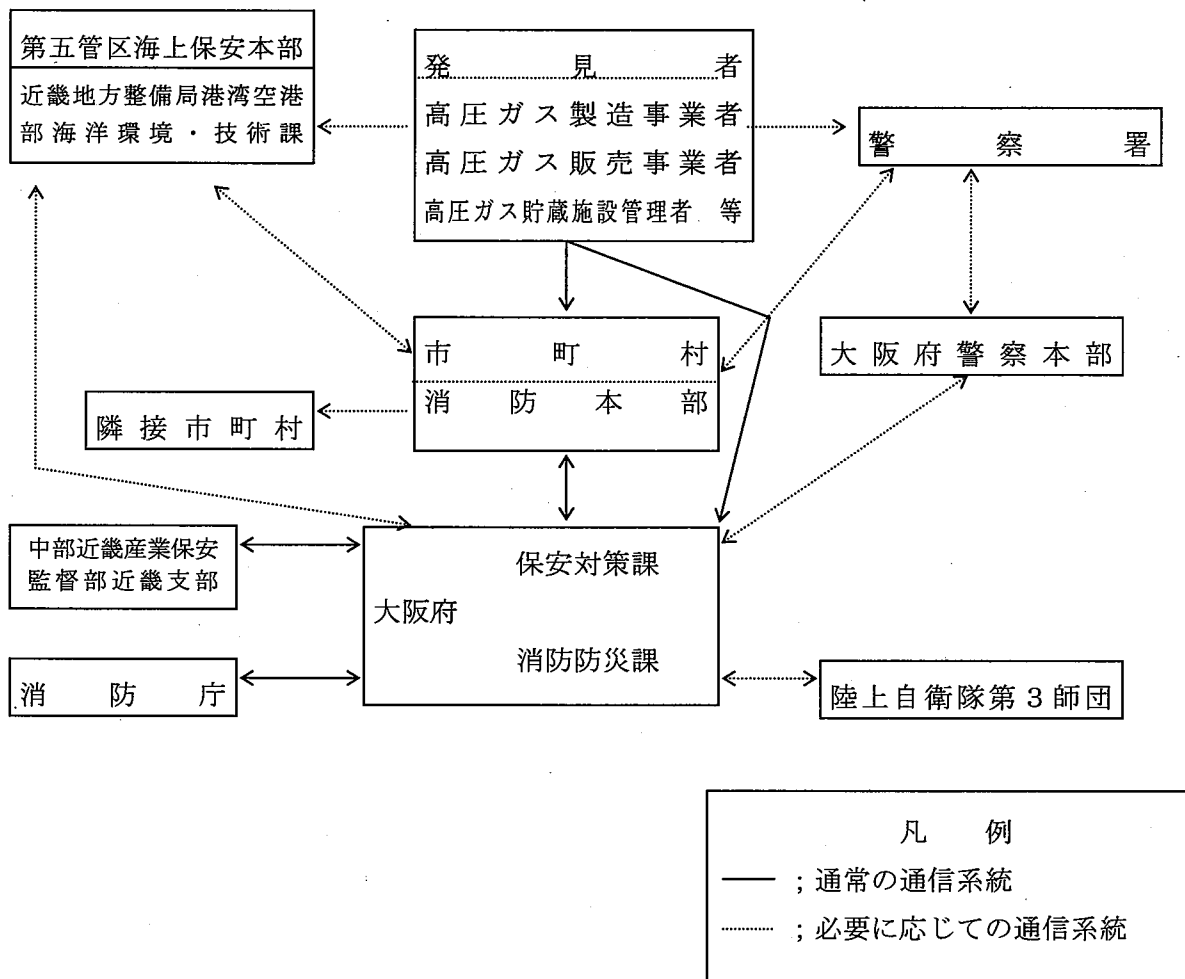 第五管区海上保安本部
近畿地方整備局港湾空港
部海洋環境・技術課
発見者
高圧ガス製造事業者
高圧ガス販売事業者
高圧ガス貯蔵施設管理者 等
警察署
市町村
消防本部
大阪府警察本部
隣接市町村
中部近畿産業保安
監督部近畿支部
保安対策課
大阪府
消防防災課
消防庁
陸上自衛隊第3師団
凡例
;通常の通信系統
;必要に応じての通信系統